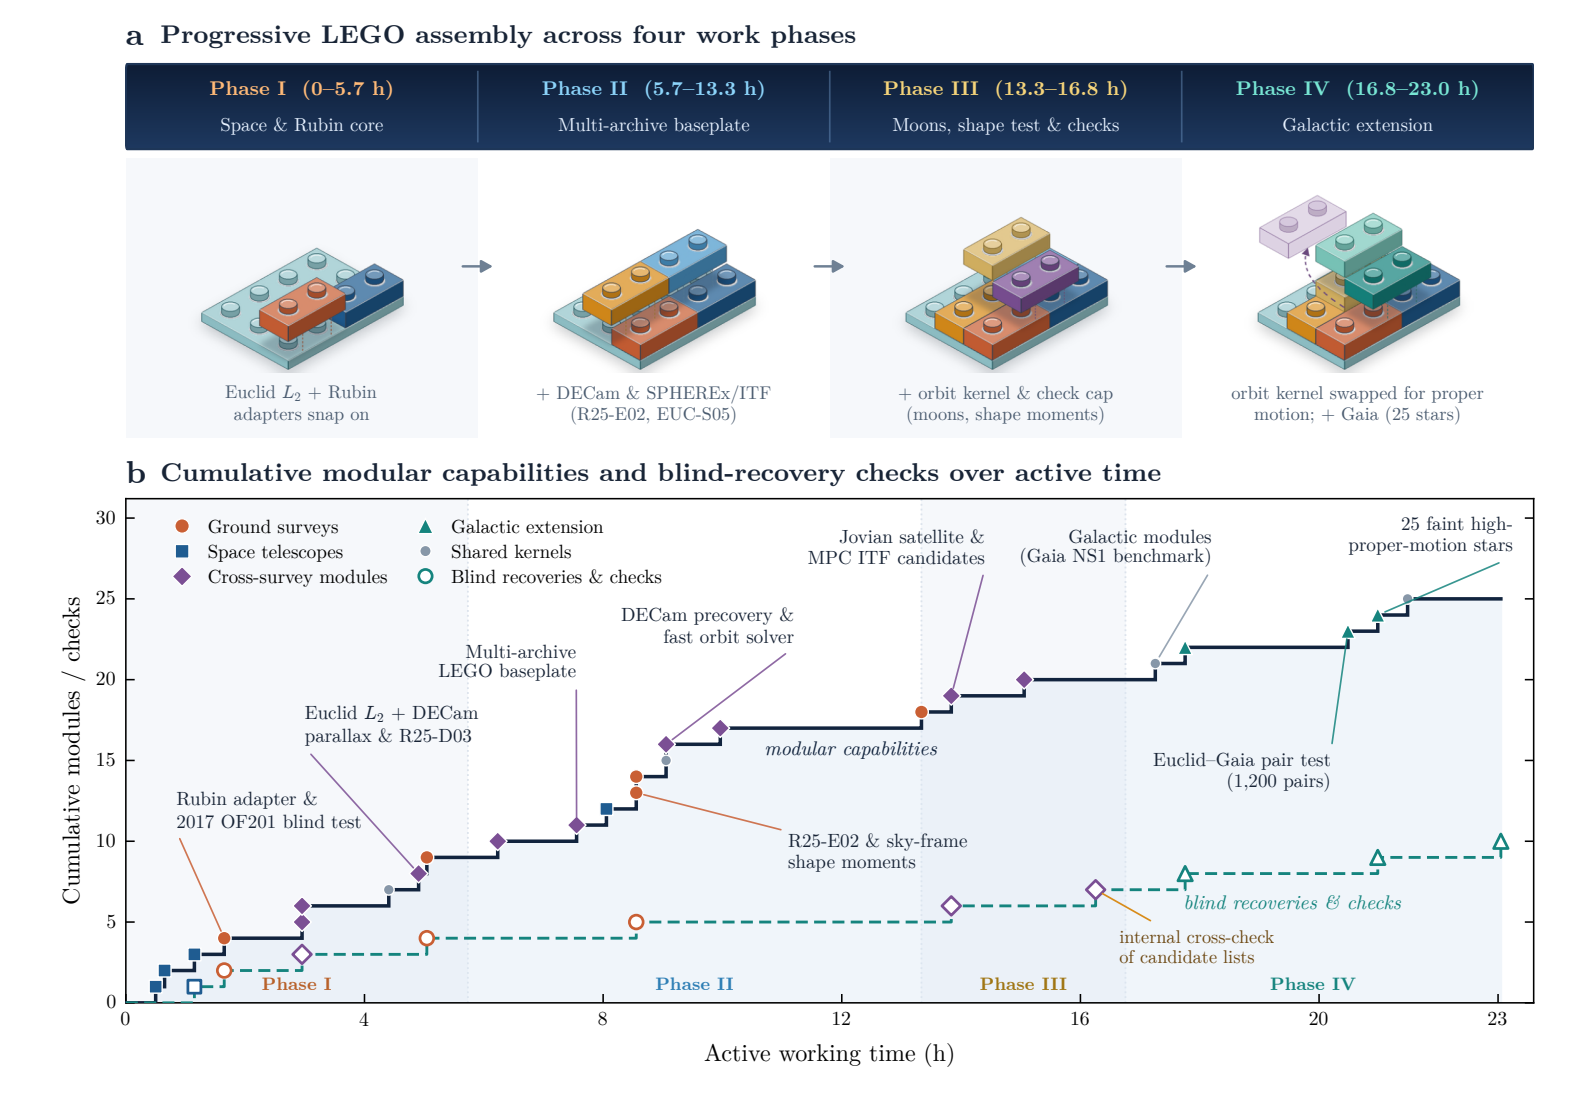 a Progressive LEGO assembly across four work phases
Phase I (0–5.7 h)
Space & Rubin core
Phase II (5.7–13.3 h)
Multi-archive baseplate
Phase III (13.3–16.8 h)
Moons, shape test & checks
Phase IV (16.8–23.0 h)
Galactic extension
Euclid L₂ + Rubin
adapters snap on
+ DECam & SPHEREx/ITF
(R25-E02, EUC-S05)
+ orbit kernel & check cap
(moons, shape moments)
orbit kernel swapped for proper
motion; + Gaia (25 stars)
b Cumulative modular capabilities and blind-recovery checks over active time
Cumulative modules / checks
30
25
20
15
10
5
0
Ground surveys
Space telescopes
Cross-survey modules
Galactic extension
Shared kernels
Blind recoveries & checks
Rubin adapter &
2017 OF201 blind test
Euclid L₂ + DECam
parallax & R25-D03
Multi-archive
LEGO baseplate
DECam precovery &
fast orbit solver
Jovian satellite &
MPC ITF candidates
Galactic modules
(Gaia NS1 benchmark)
25 faint high-
proper-motion stars
modular capabilities
R25-E02 & sky-frame
shape moments
Euclid–Gaia pair test
(1,200 pairs)
blind recoveries & checks
internal cross-check
of candidate lists
Phase I
Phase II
Phase III
Phase IV
0
4
8
12
16
20
23
Active working time (h)